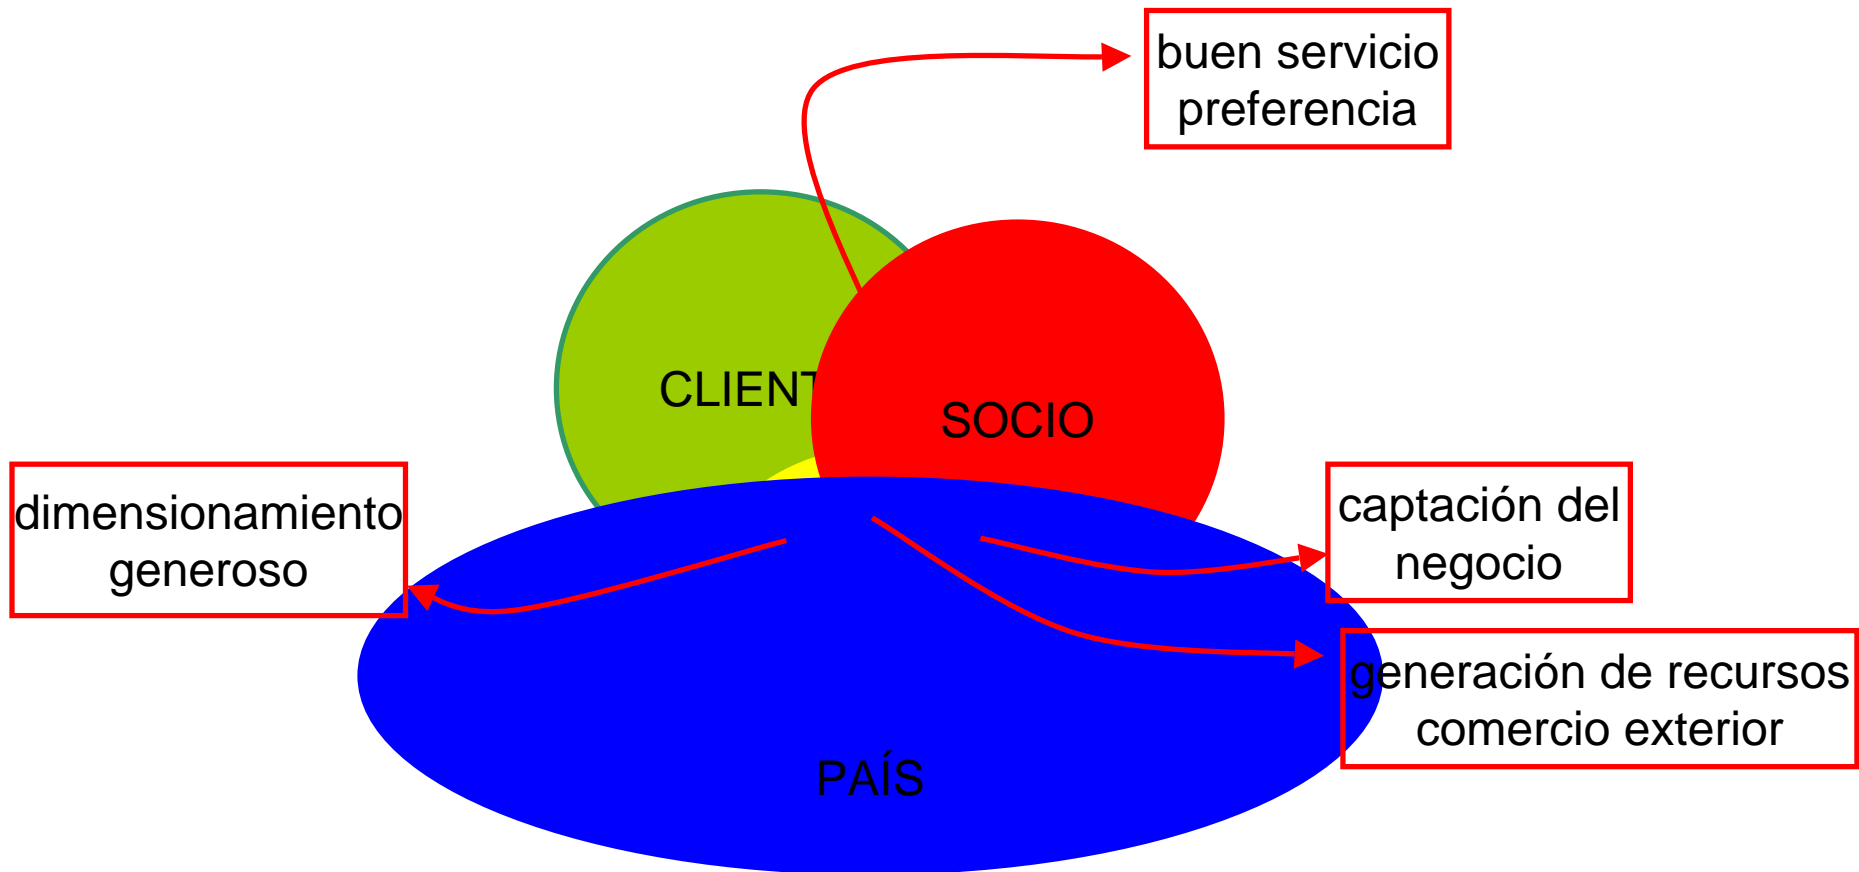 buen servicio
preferencia
CLIENT
SOCIO
dimensionamiento
generoso
captación del
negocio
generación de recursos
comercio exterior
PAÍS